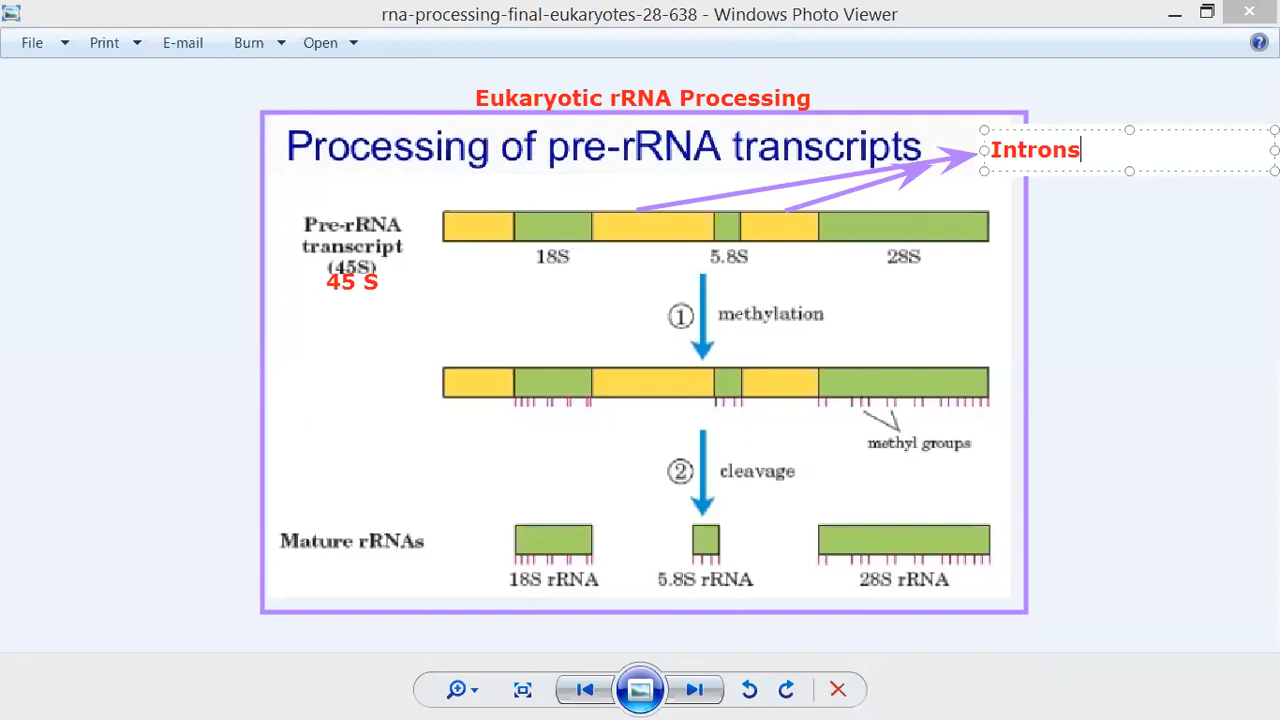 rna-processing-final-eukaryotes-28-638 - Windows Photo Viewer
File Print E-mail Burn Open
Eukaryotic rRNA Processing
Processing of pre-rRNA transcripts
Introns
Pre-rRNA
transcript
(45S)
45 S
18S 5.8S 28S
1 methylation
methyl groups
2 cleavage
Mature rRNAs
18S rRNA 5.8S rRNA 28S rRNA